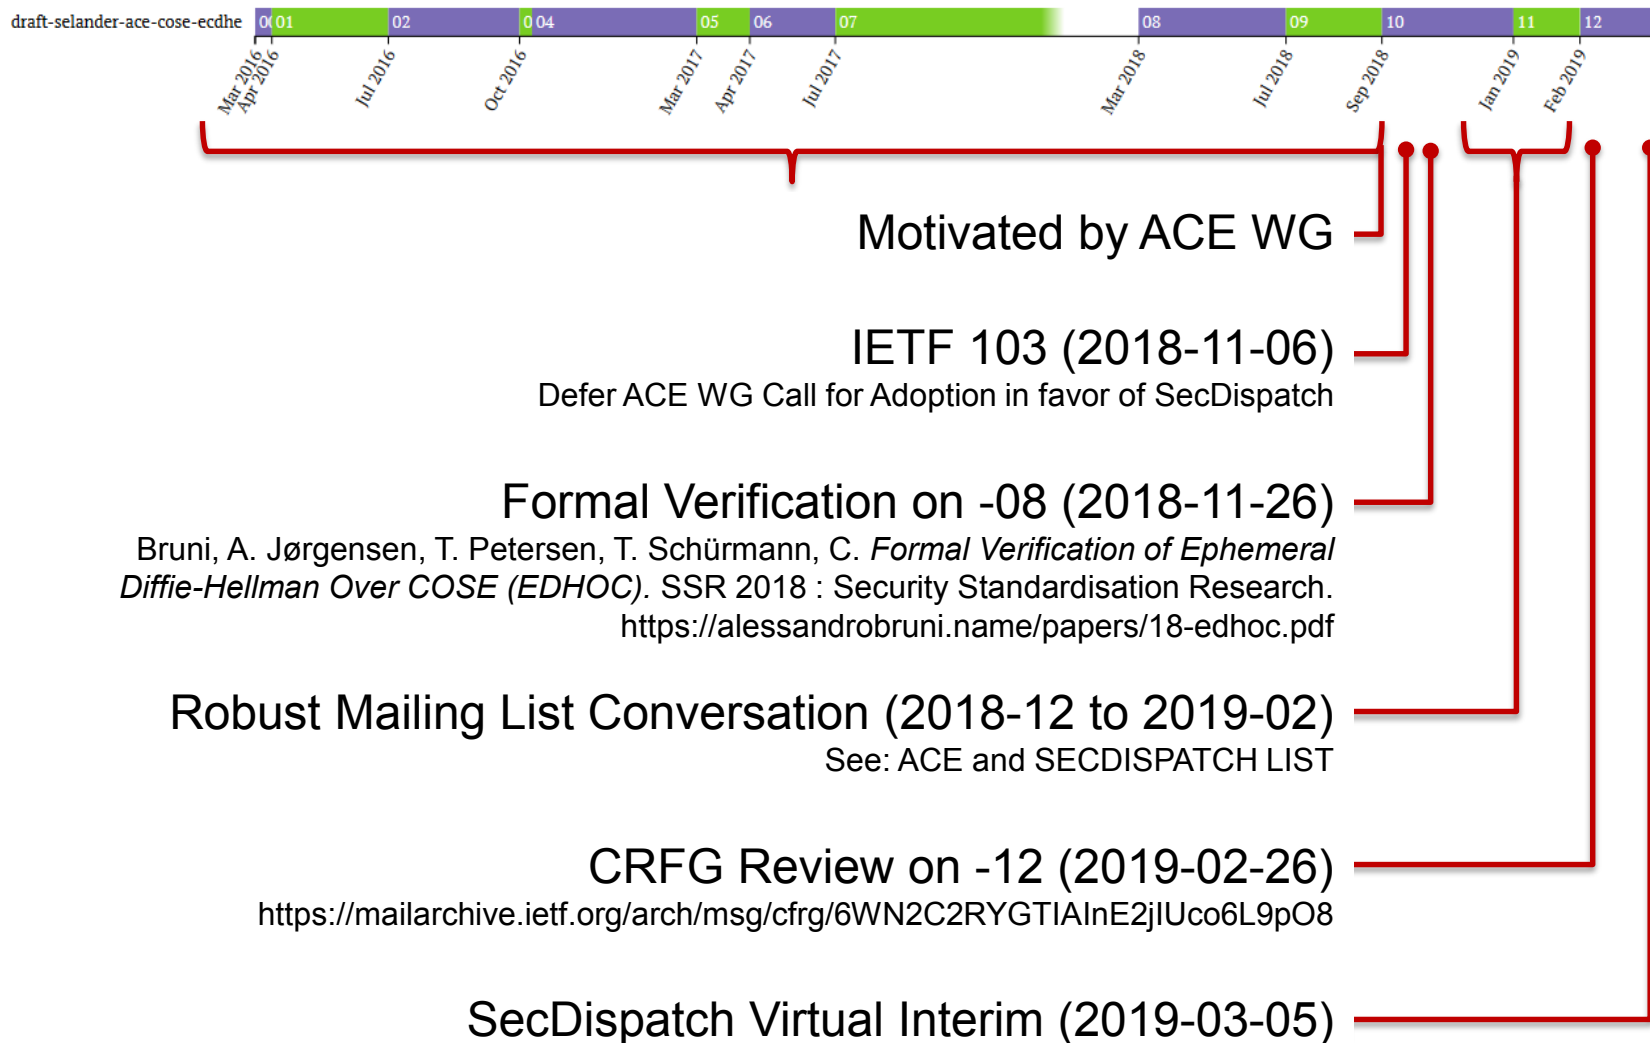 draft-selander-ace-cose-ecdhe 00 01 02 0 04 05 06 07 08 09 10 11 12
Mar 2016 Apr 2016 Jul 2016 Oct 2016 Mar 2017 Apr 2017 Jul 2017 Mar 2018 Jul 2018 Sep 2018 Jan 2019 Feb 2019
Motivated by ACE WG
IETF 103 (2018-11-06)
Defer ACE WG Call for Adoption in favor of SecDispatch
Formal Verification on -08 (2018-11-26)
Bruni, A. Jørgensen, T. Petersen, T. Schürmann, C. Formal Verification of Ephemeral
Diffie-Hellman Over COSE (EDHOC). SSR 2018 : Security Standardisation Research.
https://alessandrobruni.name/papers/18-edhoc.pdf
Robust Mailing List Conversation (2018-12 to 2019-02)
See: ACE and SECDISPATCH LIST
CRFG Review on -12 (2019-02-26)
https://mailarchive.ietf.org/arch/msg/cfrg/6WN2C2RYGTIAInE2jIUco6L9pO8
SecDispatch Virtual Interim (2019-03-05)